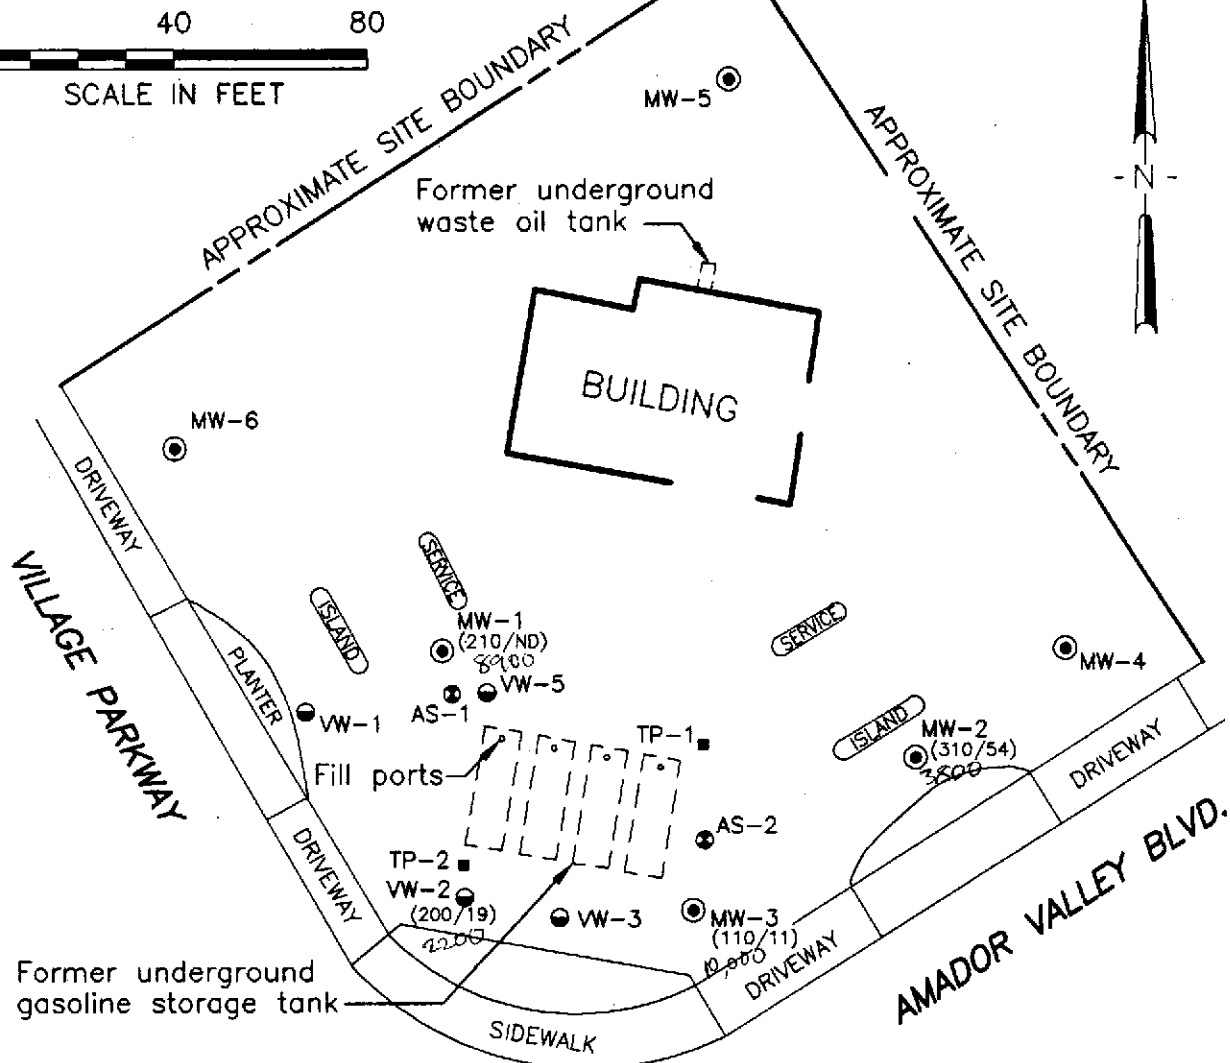 40 80
SCALE IN FEET
APPROXIMATE SITE BOUNDARY
MW-5
N
APPROXIMATE SITE BOUNDARY
Former underground
waste oil tank
BUILDING
MW-6
DRIVEWAY
VILLAGE PARKWAY
SERVICE
ISLAND
MW-1
(210/ND)
8900
PLANTER
VW-1
AS-1
VW-5
SERVICE
MW-4
ISLAND
MW-2
(310/54)
3800
TP-1
Fill ports
DRIVEWAY
AS-2
DRIVEWAY
TP-2
VW-2
(200/19)
2200
VW-3
MW-3
(110/11)
10,000
DRIVEWAY
AMADOR VALLEY BLVD.
Former underground
gasoline storage tank
SIDEWALK